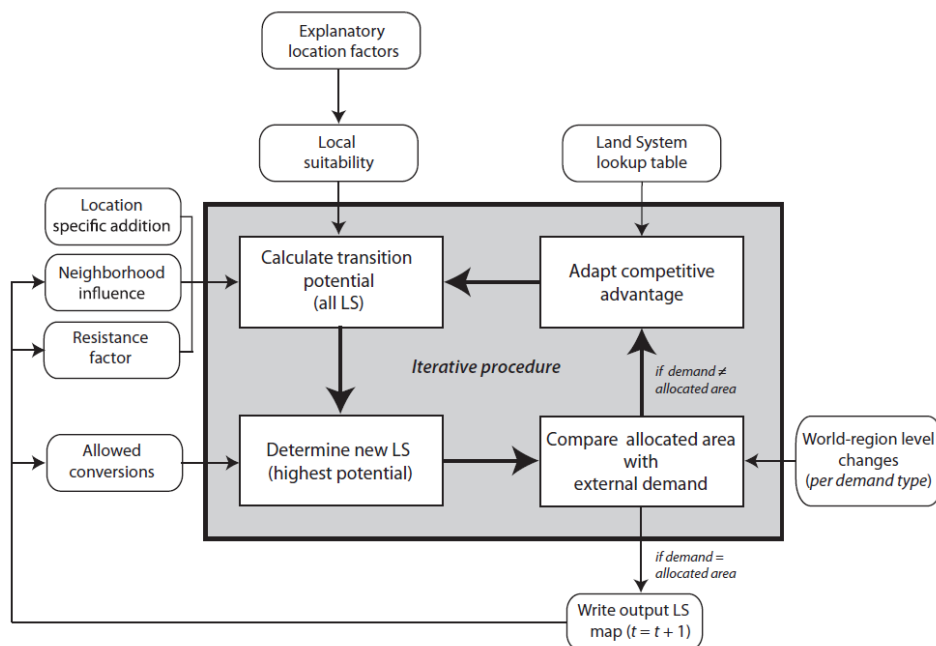 Explanatory
location factors
Local
suitability
Land System
lookup table
Location
specific addition
Neighborhood
influence
Resistance
factor
Allowed
conversions
Calculate transition
potential
(all LS)
Adapt competitive
advantage
Iterative procedure
if demand ≠
allocated area
Determine new LS
(highest potential)
Compare allocated area
with
external demand
World-region level
changes
(per demand type)
if demand =
allocated area
Write output LS
map (t = t + 1)